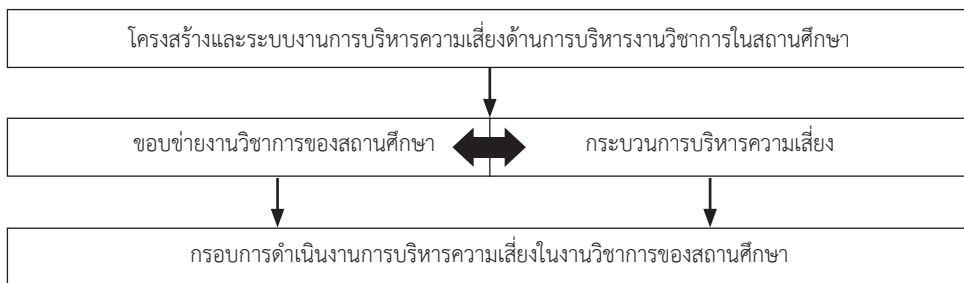 โครงสร้างและระบบงานการบริหารความเสี่ยงด้านการบริหารงานวิชาการในสถานศึกษา
ขอบข่ายงานวิชาการของสถานศึกษา
กระบวนการบริหารความเสี่ยง
กรอบการดำเนินงานการบริหารความเสี่ยงในงานวิชาการของสถานศึกษา